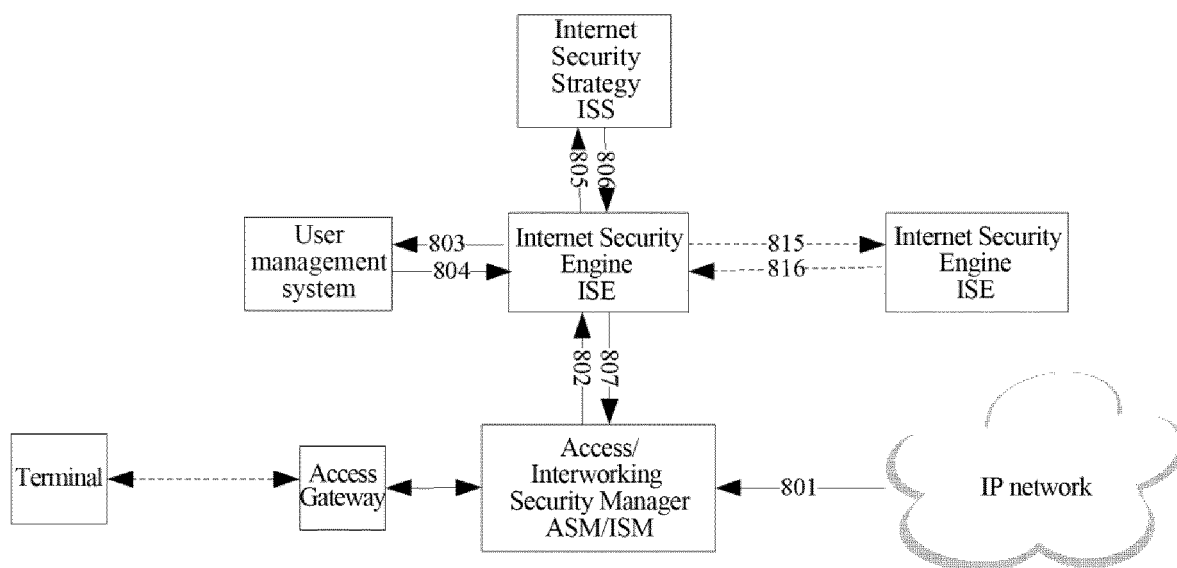 Internet
Security
Strategy
ISS
805
806
User
management
system
803
804
Internet Security
Engine
ISE
815
816
Internet Security
Engine
ISE
802
807
Terminal
Access
Gateway
Access/
Interworking
Security Manager
ASM/ISM
801
IP network